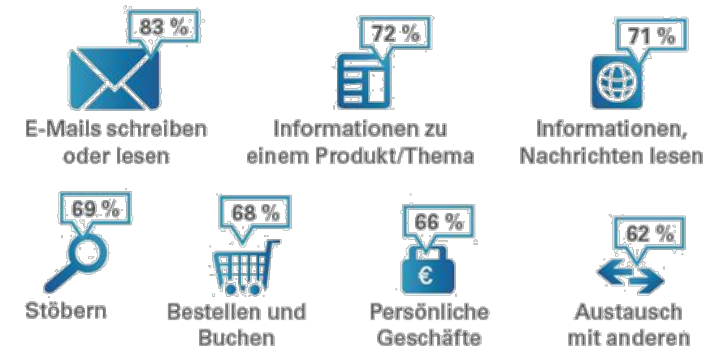 83 %
72 %
71 %
E-Mails schreiben
oder lesen
Informationen zu
einem Produkt/Thema
Informationen,
Nachrichten lesen
69 %
68 %
66 %
62 %
€
Stöbern
Bestellen und
Buchen
Persönliche
Geschäfte
Austausch
mit anderen